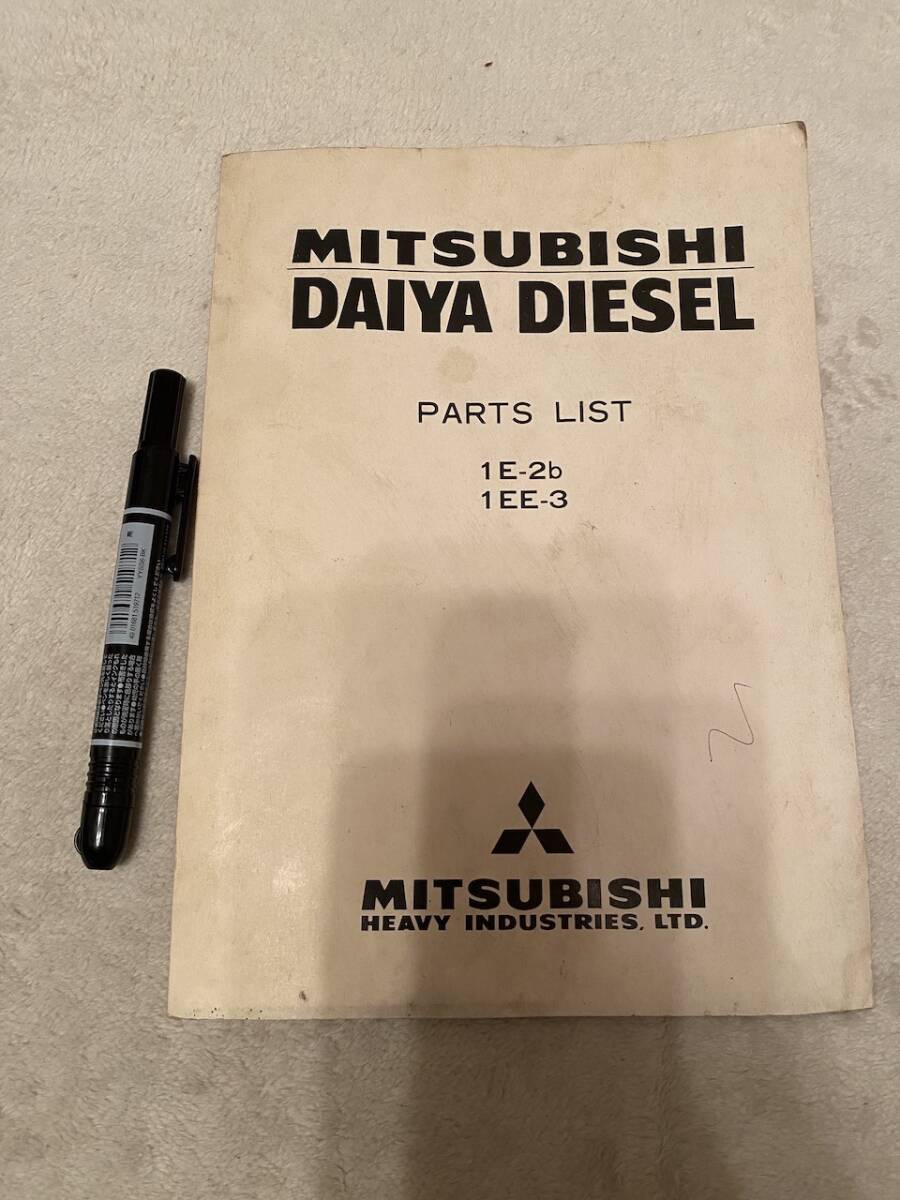 MITSUBISHI
DAIYA DIESEL
PARTS LIST
1E-2b
1EE-3
MITSUBISHI
HEAVY INDUSTRIES, LTD.